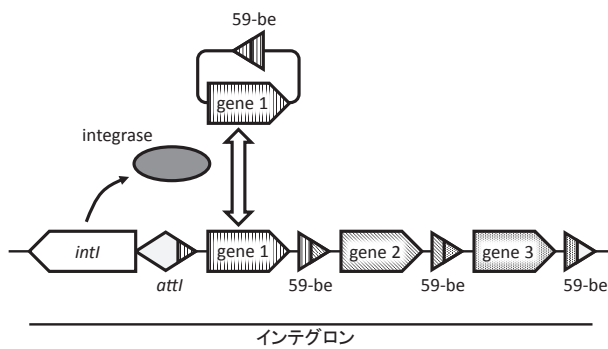 59-be
gene 1
integrase
intI
attI
gene 1
59-be
gene 2
59-be
gene 3
59-be
インテグロン